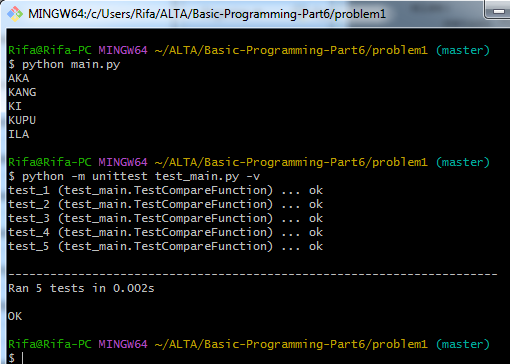 MINGW64:/c/Users/Rifa/ALTA/Basic-Programming-Part6/problem1
Rifa@Rifa-PC MINGW64 ~/ALTA/Basic-Programming-Part6/problem1 (master)
$ python main.py
AKA
KANG
KI
KUPU
ILA
Rifa@Rifa-PC MINGW64 ~/ALTA/Basic-Programming-Part6/problem1 (master)
$ python -m unittest test_main.py -v
test_1 (test_main.TestCompareFunction) ... ok
test_2 (test_main.TestCompareFunction) ... ok
test_3 (test_main.TestCompareFunction) ... ok
test_4 (test_main.TestCompareFunction) ... ok
test_5 (test_main.TestCompareFunction) ... ok
----------------------------------------------------------------------
Ran 5 tests in 0.002s
OK
Rifa@Rifa-PC MINGW64 ~/ALTA/Basic-Programming-Part6/problem1 (master)
$